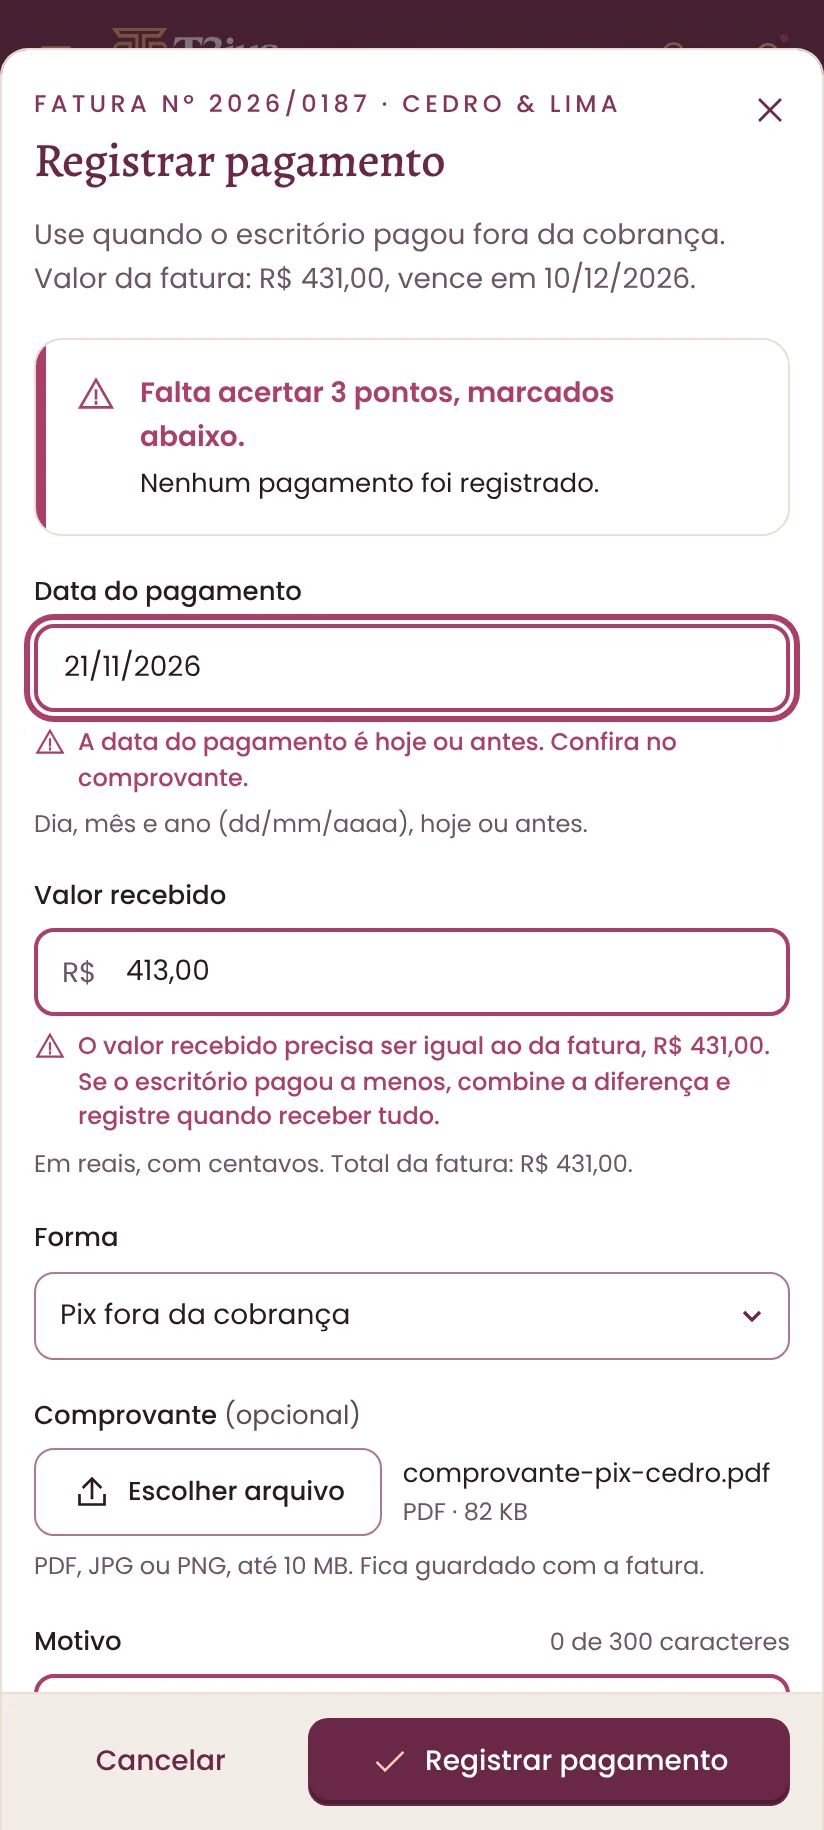 FATURA Nº 2026/0187 · CEDRO & LIMA
Registrar pagamento
Use quando o escritório pagou fora da cobrança.
Valor da fatura: R$ 431,00, vence em 10/12/2026.
Falta acertar 3 pontos, marcados
abaixo.
Nenhum pagamento foi registrado.
Data do pagamento
21/11/2026
A data do pagamento é hoje ou antes. Confira no
comprovante.
Dia, mês e ano (dd/mm/aaaa), hoje ou antes.
Valor recebido
R$ 413,00
O valor recebido precisa ser igual ao da fatura, R$ 431,00.
Se o escritório pagou a menos, combine a diferença e
registre quando receber tudo.
Em reais, com centavos. Total da fatura: R$ 431,00.
Forma
Pix fora da cobrança
Comprovante (opcional)
Escolher arquivo
comprovante-pix-cedro.pdf
PDF · 82 KB
PDF, JPG ou PNG, até 10 MB. Fica guardado com a fatura.
Motivo
0 de 300 caracteres
Cancelar
Registrar pagamento